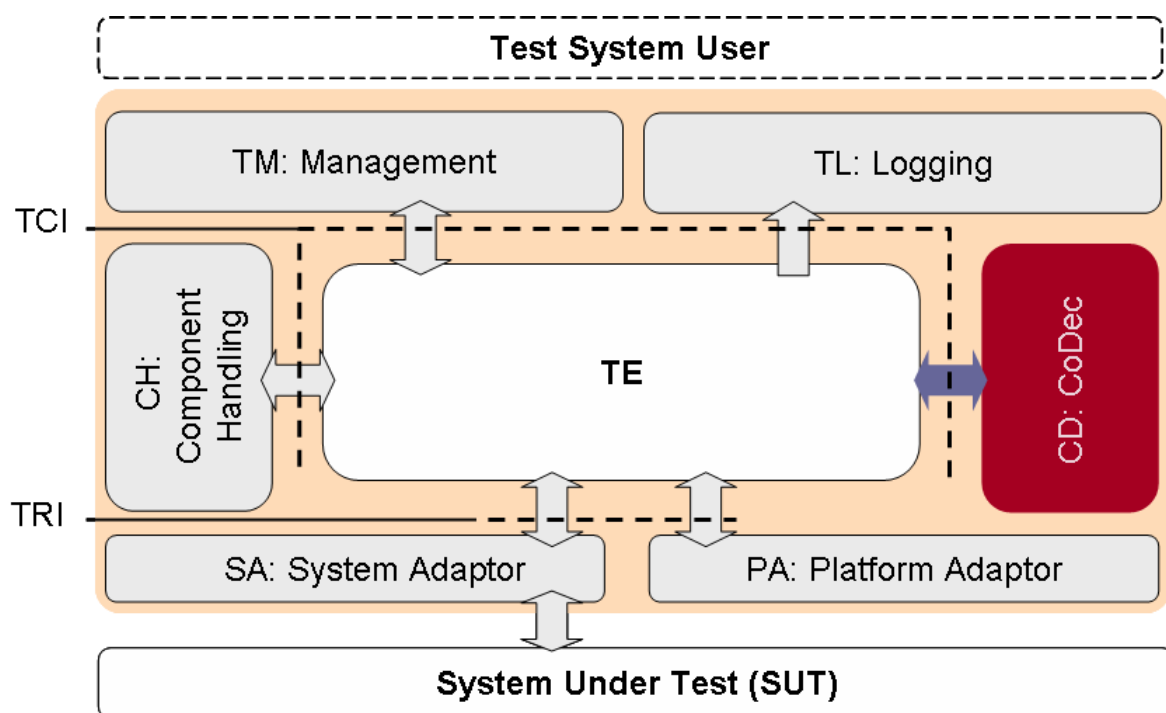 Test System User
TM: Management
TL: Logging
TCI
CH:
Component
Handling
TE
CD: CoDec
TRI
SA: System Adaptor
PA: Platform Adaptor
System Under Test (SUT)